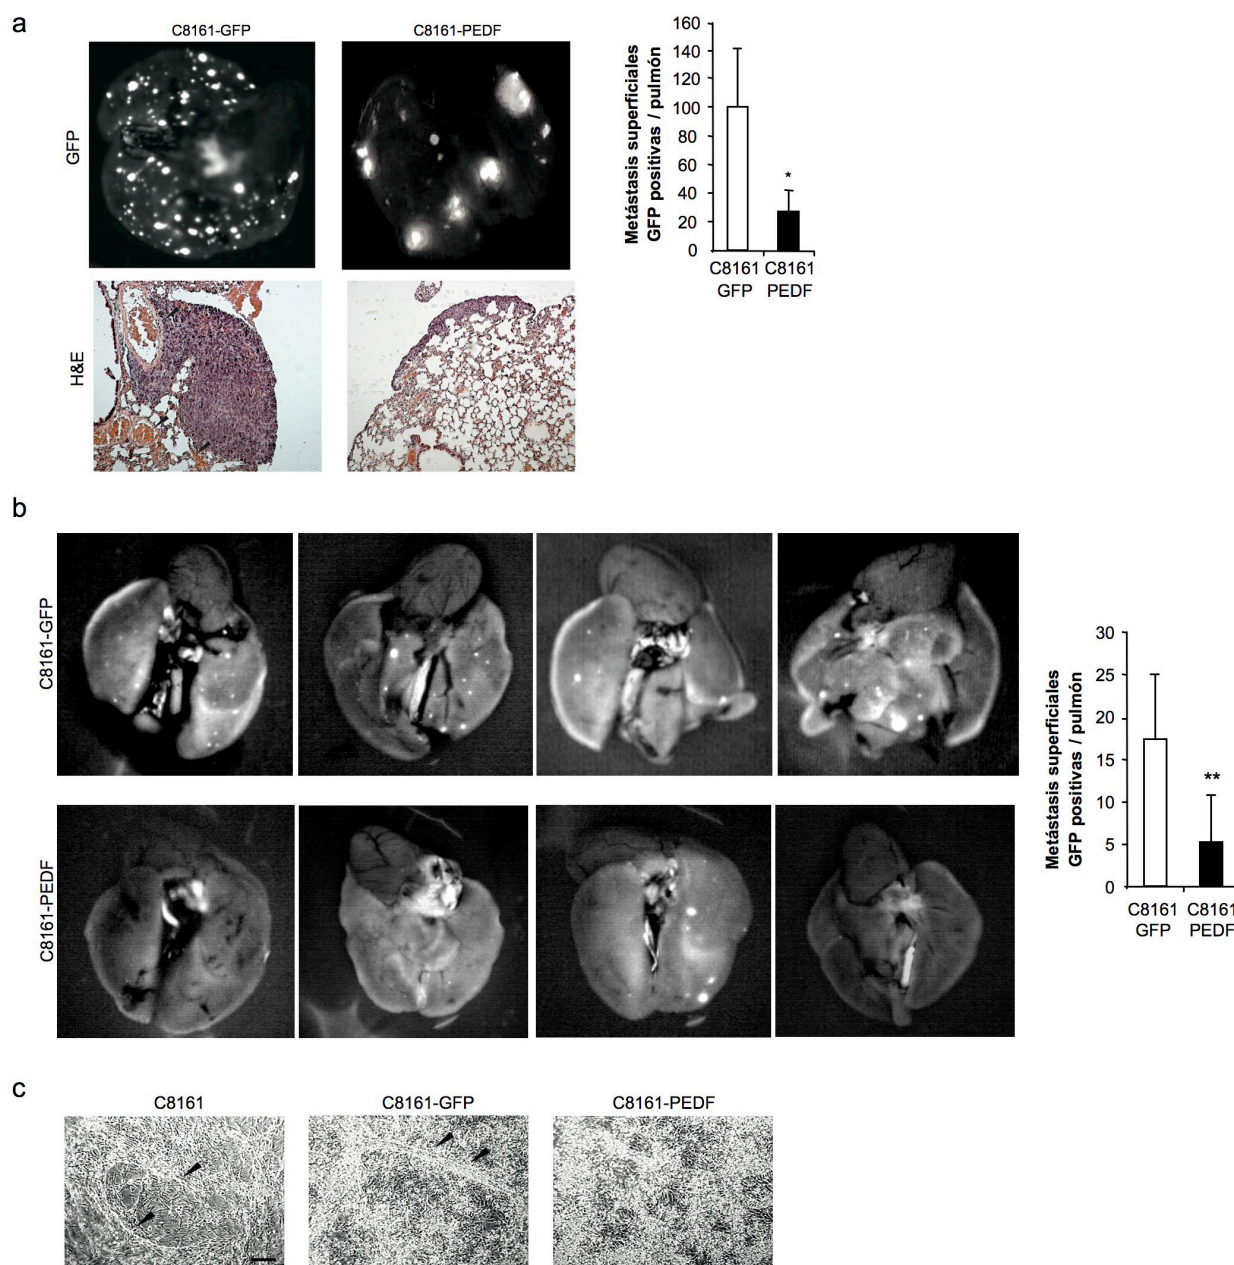 a
C8161-GFP
C8161-PEDF
GFP
H&E
Metástasis superficiales
GFP positivas / pulmón
160
140
120
100
80
60
40
20
0
*
C8161
GFP
C8161
PEDF
b
C8161-GFP
C8161-PEDF
Metástasis superficiales
GFP positivas / pulmón
30
25
20
15
10
5
0
**
C8161
GFP
C8161
PEDF
c
C8161
C8161-GFP
C8161-PEDF